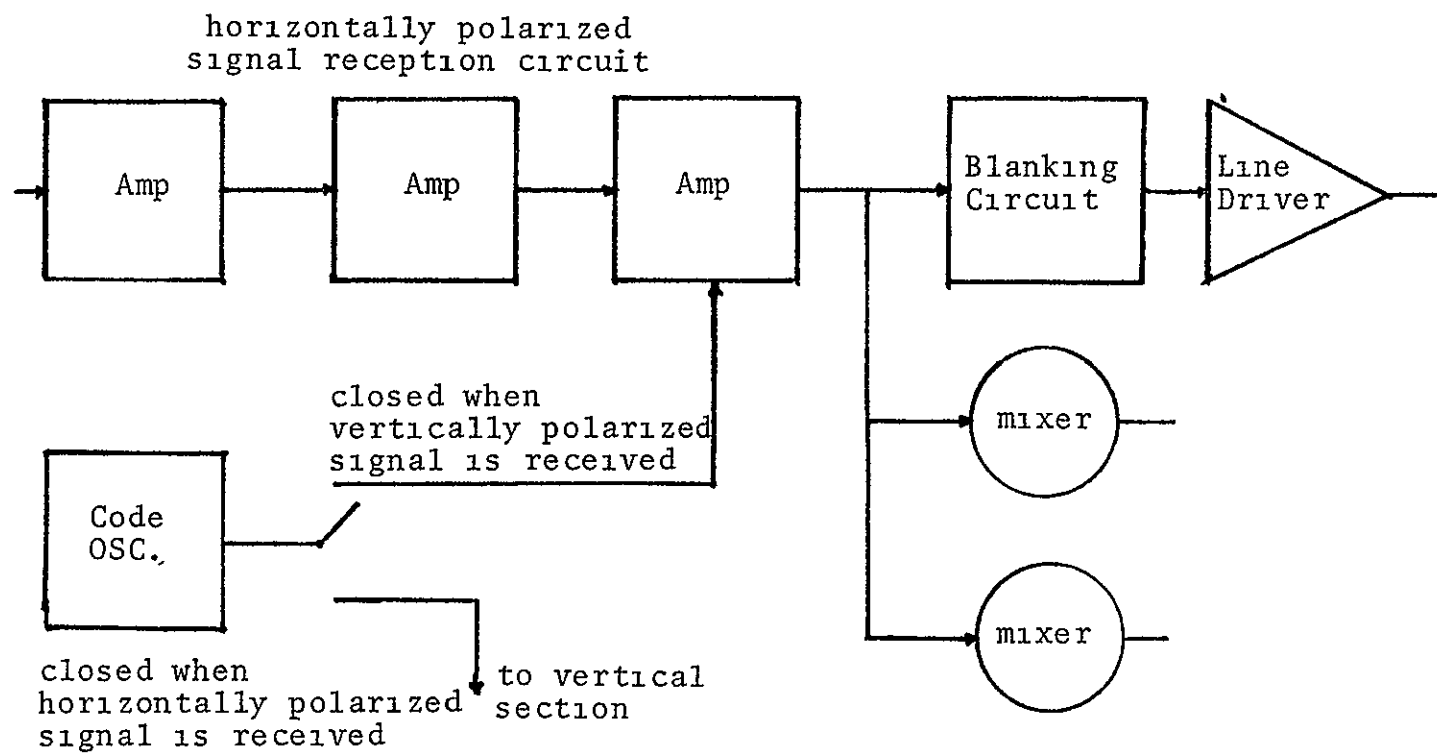 horizontally polarized
signal reception circuit
Amp
Amp
Amp
Blanking
Circuit
Line
Driver
closed when
vertically polarized
signal is received
mixer
Code
OSC.
mixer
closed when
horizontally polarized
signal is received
to vertical
section